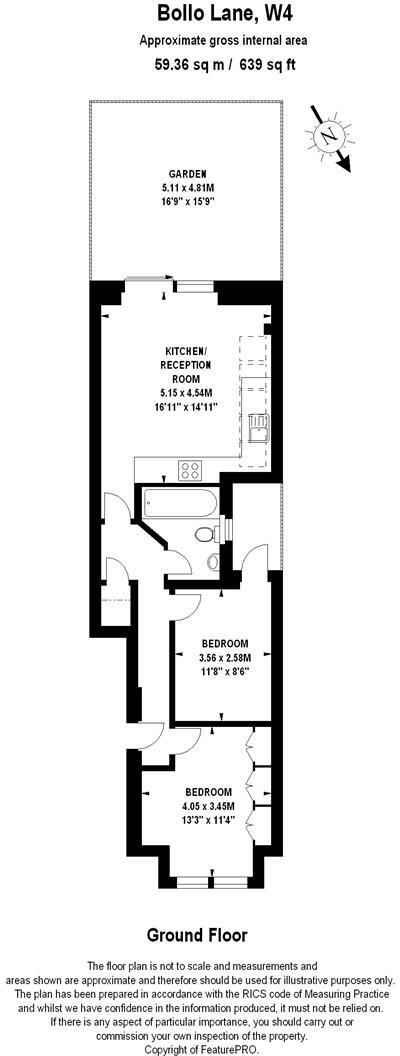 Bollo Lane, W4
Approximate gross internal area
59.36 sq m / 639 sq ft
N
GARDEN
5.11 x 4.81M
16'9" x 15'9"
KITCHEN/
RECEPTION
ROOM
5.15 x 4.54M
16'11" x 14'11"
BEDROOM
3.56 x 2.58M
11'8" x 8'6"
BEDROOM
4.05 x 3.45M
13'3" x 11'4"
Ground Floor
The floor plan is not to scale and measurements and
areas shown are approximate and therefore should be used for illustrative purposes only.
The plan has been prepared in accordance with the RICS code of Measuring Practice
and whilst we have confidence in the information produced, it must not be relied on.
If there is any aspect of particular importance, you should carry out or
commission your own inspection of the property.
Copyright of FeaturePRO.